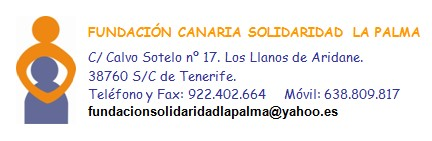 FUNDACIÓN CANARIA SOLIDARIDAD LA PALMA
C/ Calvo Sotelo nº 17. Los Llanos de Aridane.
38760 S/C de Tenerife.
Teléfono y Fax: 922.402.664 Móvil: 638.809.817
fundacionsolidaridadlapalma@yahoo.es